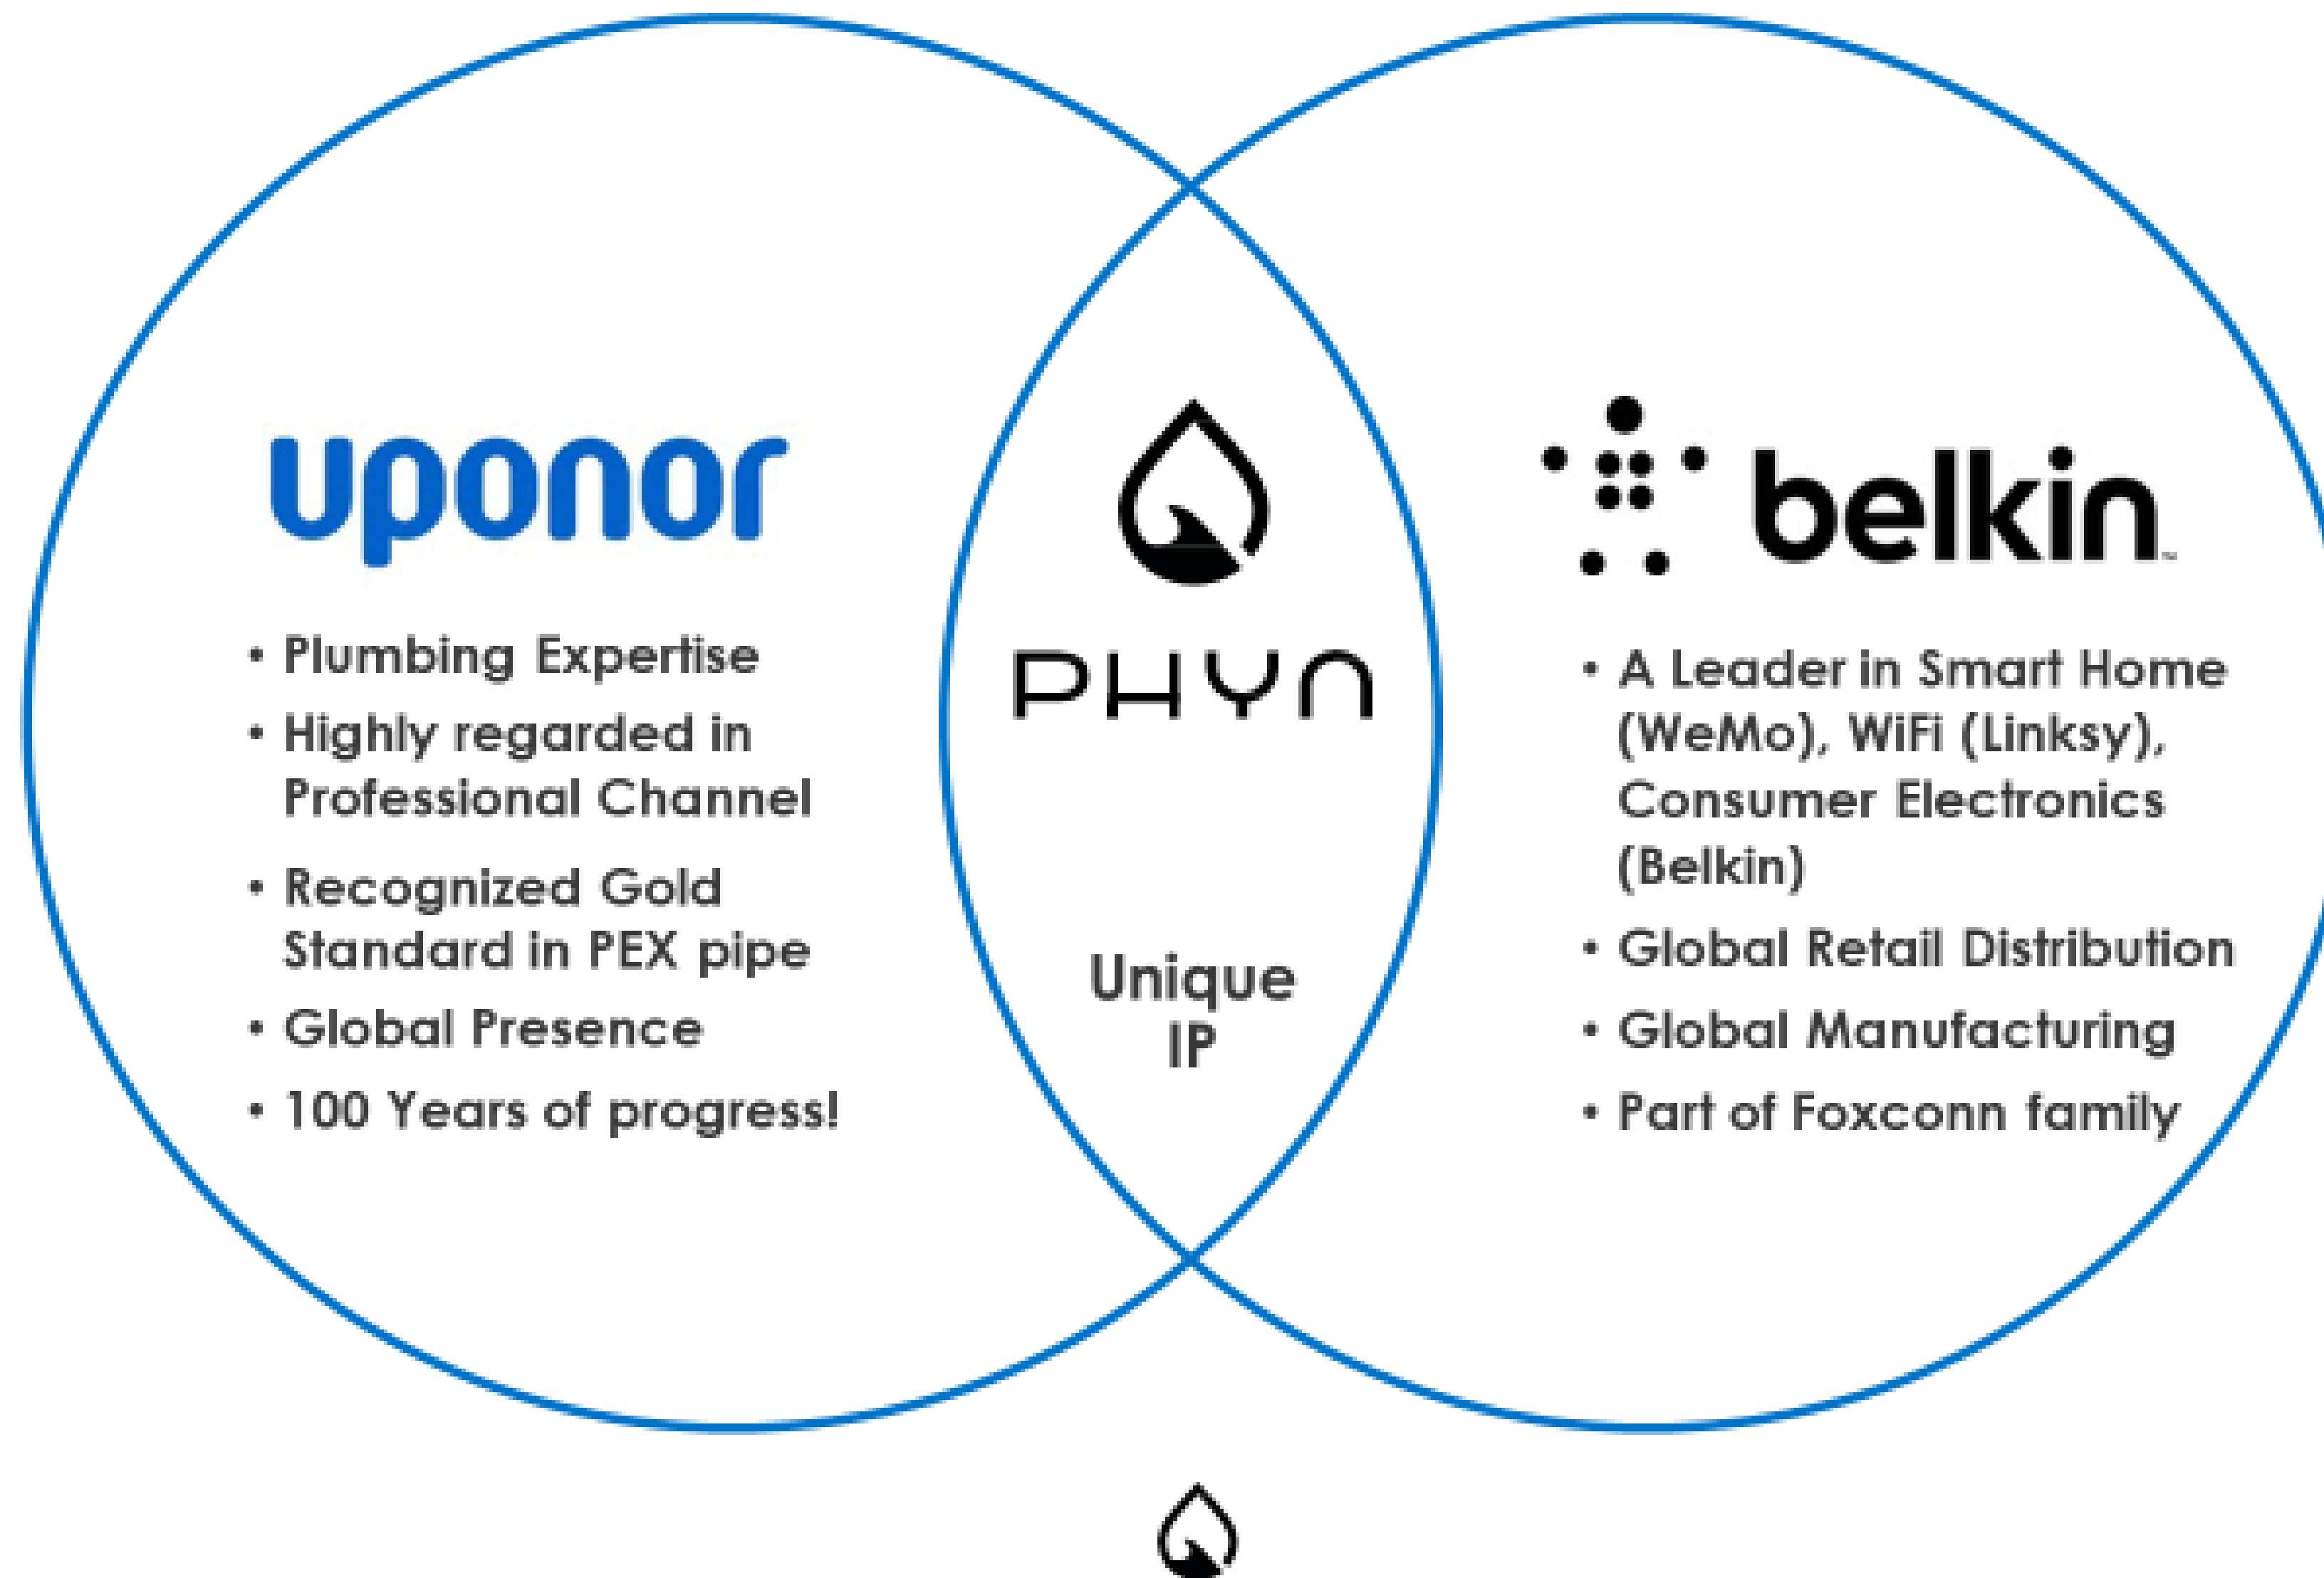 uponor
• Plumbing Expertise
• Highly regarded in
Professional Channel
• Recognized Gold
Standard in PEX pipe
• Global Presence
• 100 Years of progress!
PHYN
Unique
IP
belkin™
• A Leader in Smart Home
(WeMo), WiFi (Linksy),
Consumer Electronics
(Belkin)
• Global Retail Distribution
• Global Manufacturing
• Part of Foxconn family